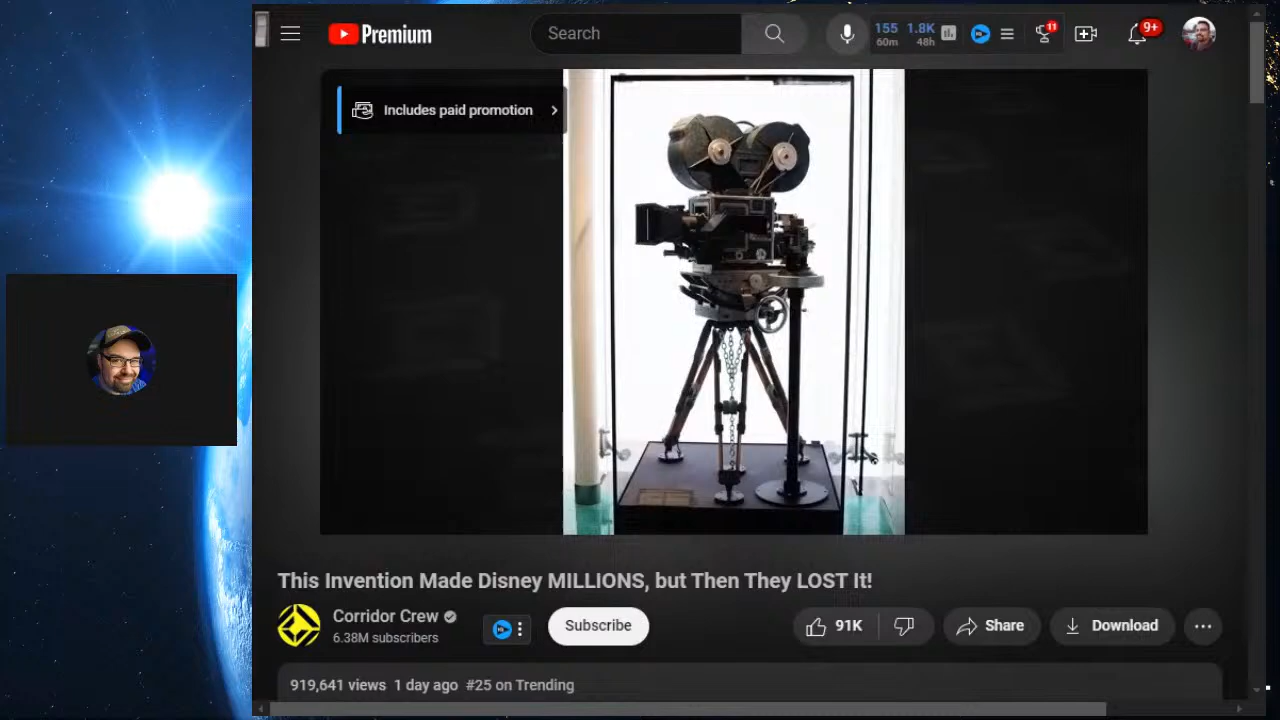 Premium
Search
155
60m
1.8K
48h
11
9+
Includes paid promotion
This Invention Made Disney MILLIONS, but Then They LOST It!
Corridor Crew
6.38M subscribers
Subscribe
91K
Share
Download
919,641 views 1 day ago #25 on Trending